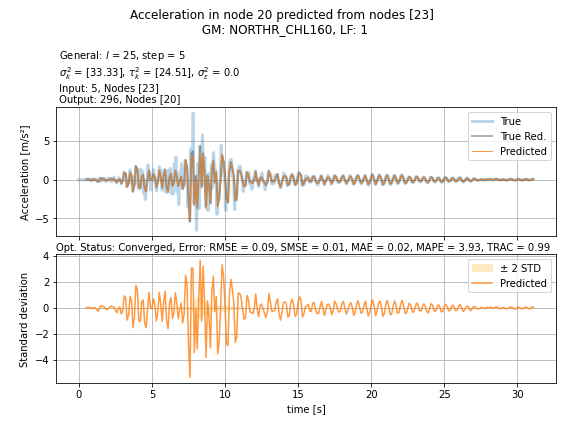 Acceleration in node 20 predicted from nodes [23]
GM: NORTHR_CHL160, LF: 1
General: l = 25, step = 5
σ²ₖ = [33.33], τ²ₖ = [24.51], σ²ₑ = 0.0
Input: 5, Nodes [23]
Output: 296, Nodes [20]
Acceleration [m/s²]
5
0
−5
True
True Red.
Predicted
Opt. Status: Converged, Error: RMSE = 0.09, SMSE = 0.01, MAE = 0.02, MAPE = 3.93, TRAC = 0.99
Standard deviation
4
2
0
−2
−4
± 2 STD
Predicted
0 5 10 15 20 25 30
time [s]